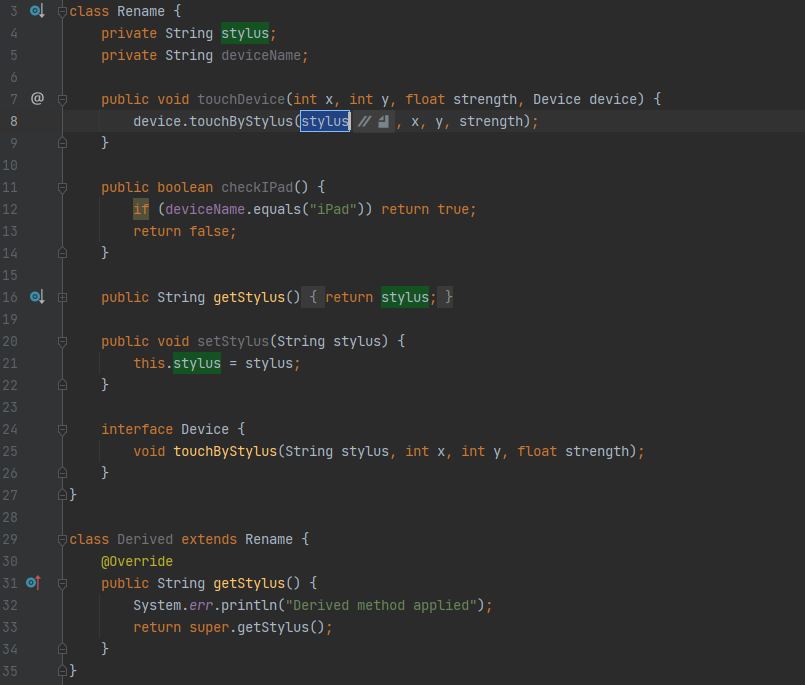 3 class Rename {
4 private String stylus;
5 private String deviceName;
6
7 @ public void touchDevice(int x, int y, float strength, Device device) {
8 device.touchByStylus(stylus // , x, y, strength);
9 }
10
11 public boolean checkIPad() {
12 if (deviceName.equals("iPad")) return true;
13 return false;
14 }
15
16 public String getStylus() { return stylus; }
19
20 public void setStylus(String stylus) {
21 this.stylus = stylus;
22 }
23
24 interface Device {
25 void touchByStylus(String stylus, int x, int y, float strength);
26 }
27 }
28
29 class Derived extends Rename {
30 @Override
31 public String getStylus() {
32 System.err.println("Derived method applied");
33 return super.getStylus();
34 }
35 }